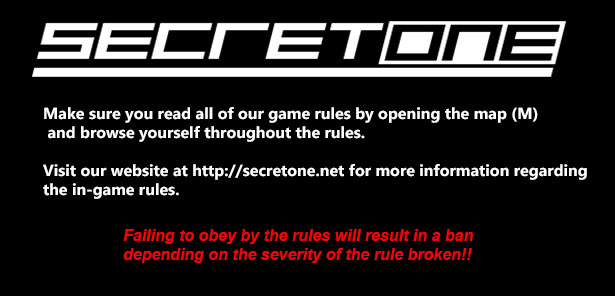 SECRETONE
Make sure you read all of our game rules by opening the map (M)
and browse yourself throughout the rules.
Visit our website at http://secretone.net for more information regarding
the in-game rules.
Failing to obey by the rules will result in a ban
depending on the severity of the rule broken!!